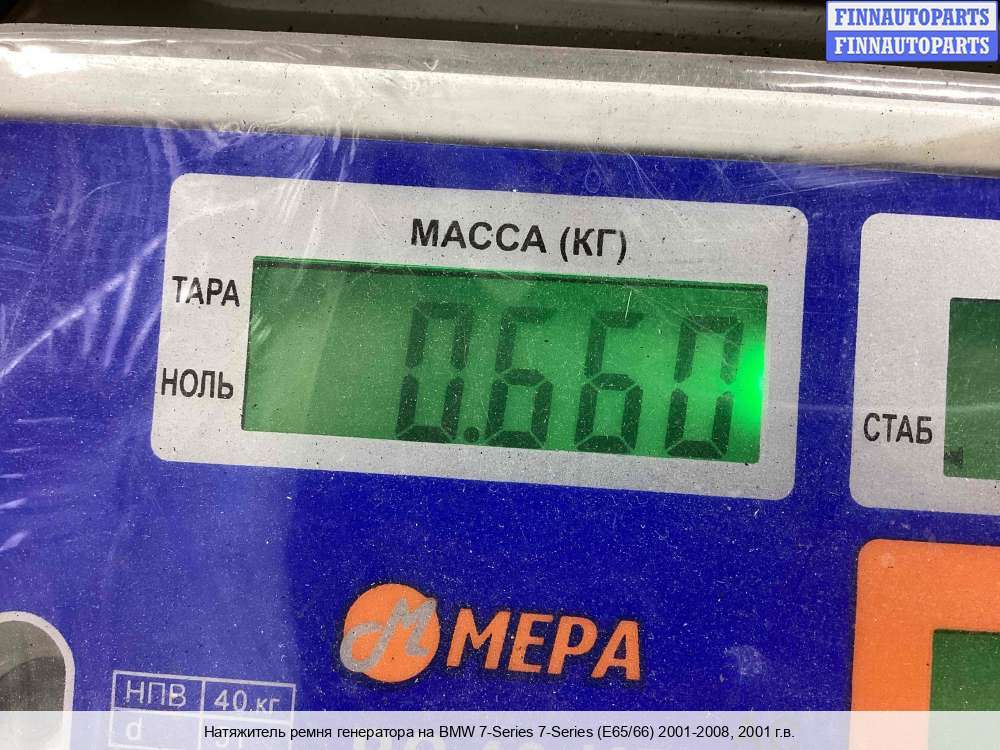 FINNAUTOPARTS
FINNAUTOPARTS
МАССА (КГ)
ТАРА
0.660
НОЛЬ
СТАБ
М МЕРА
НПВ 40 кг
d
Натяжитель ремня генератора на BMW 7-Series 7-Series (E65/66) 2001-2008, 2001 г.в.